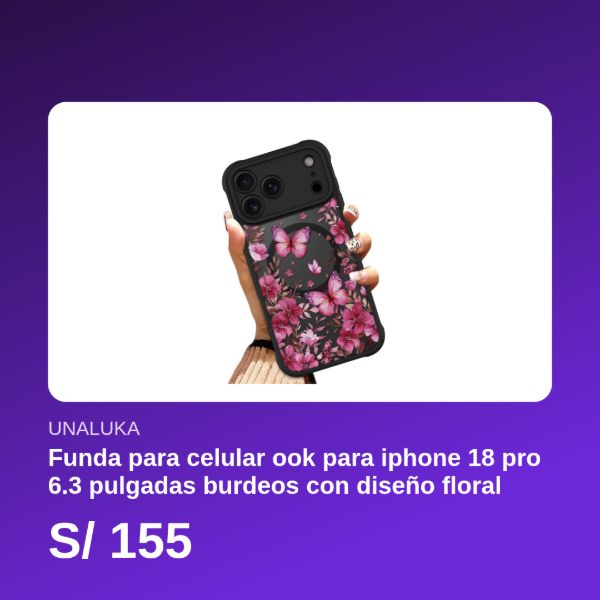 UNALUKA
Funda para celular ook para iphone 18 pro
6.3 pulgadas burdeos con diseño floral
S/ 155